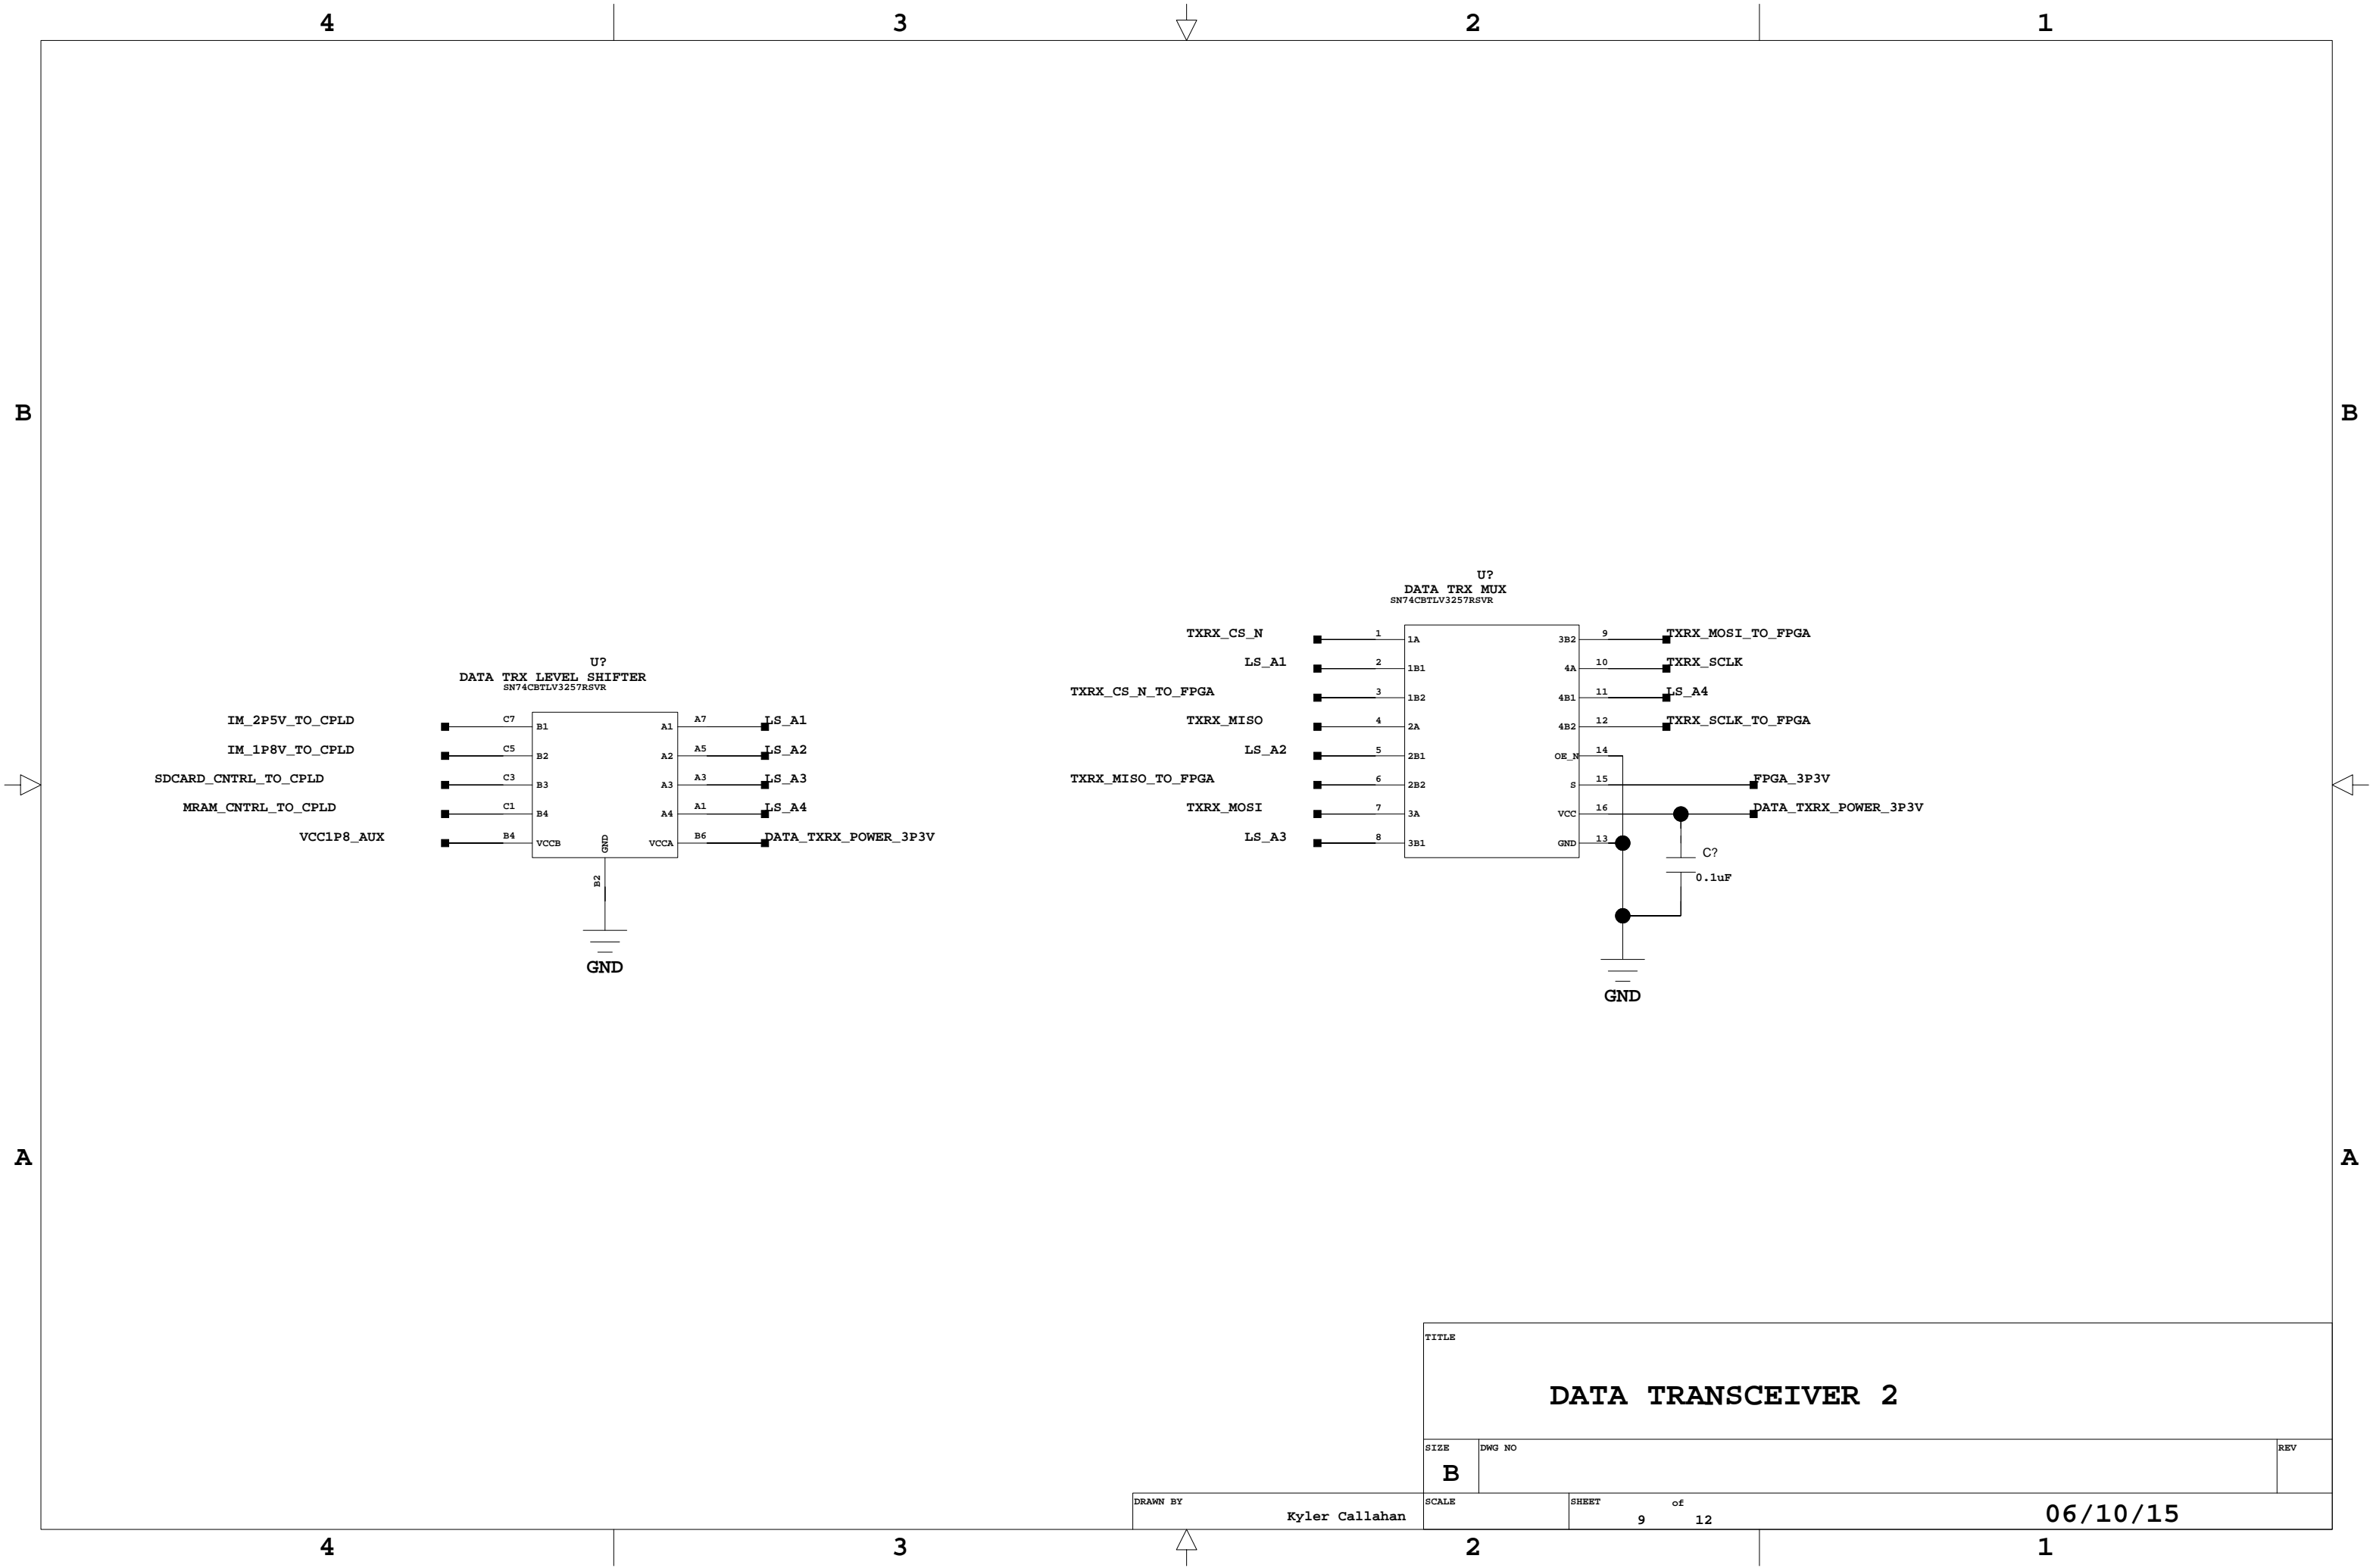 4 3 2 1
B B
A A
U?
DATA TRX LEVEL SHIFTER
SN74CBTLV3257RSVR
IM_2P5V_TO_CPLD C7 B1 A1 A7 LS_A1
IM_1P8V_TO_CPLD C5 B2 A2 A5 LS_A2
SDCARD_CNTRL_TO_CPLD C3 B3 A3 A3 LS_A3
MRAM_CNTRL_TO_CPLD C1 B4 A4 A1 LS_A4
VCC1P8_AUX B4 VCCB GND VCCA B6 DATA_TXRX_POWER_3P3V
B2
GND
U?
DATA TRX MUX
SN74CBTLV3257RSVR
TXRX_CS_N 1 1A 3B2 9 TXRX_MOSI_TO_FPGA
LS_A1 2 1B1 4A 10 TXRX_SCLK
TXRX_CS_N_TO_FPGA 3 1B2 4B1 11 LS_A4
TXRX_MISO 4 2A 4B2 12 TXRX_SCLK_TO_FPGA
LS_A2 5 2B1 OE_N 14
TXRX_MISO_TO_FPGA 6 2B2 S 15 FPGA_3P3V
TXRX_MOSI 7 3A VCC 16 DATA_TXRX_POWER_3P3V
LS_A3 8 3B1 GND 13
C?
0.1uF
GND
TITLE
DATA TRANSCEIVER 2
SIZE DWG NO REV
B
DRAWN BY Kyler Callahan SCALE SHEET 9 of 12 06/10/15
4 3 2 1